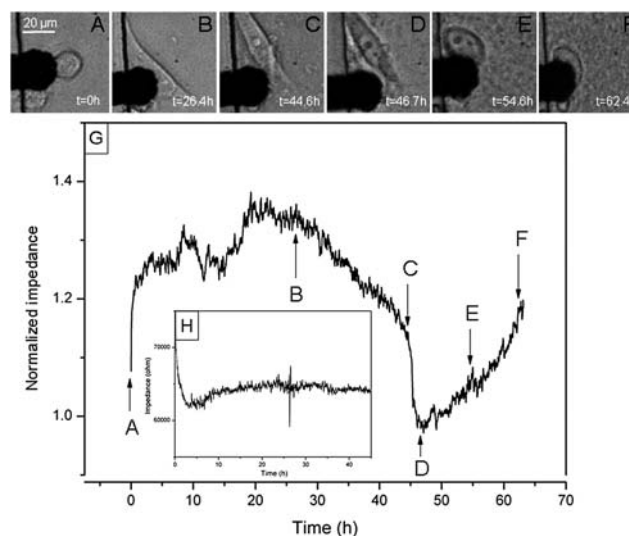 20 µm A B C D E F
t=0h t=26.4h t=44.6h t=46.7h t=54.6h t=62.4
G
1.4
1.2
1.0
Normalized impedance
A
B
C
D
E
F
H
70000
60000
Impedance (ohm)
0 10 20 30 40
Time (h)
0 10 20 30 40 50 60 70
Time (h)